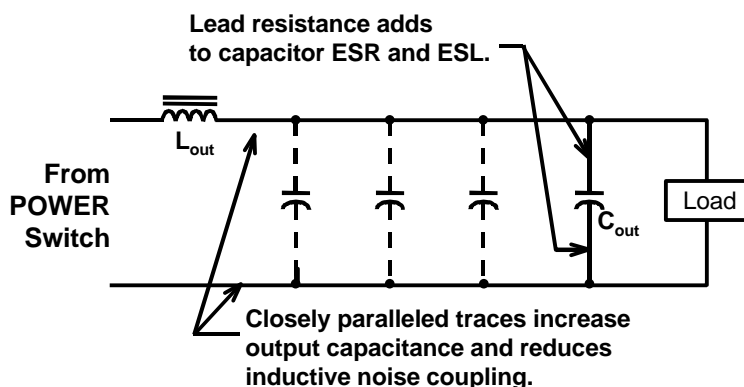 Lead resistance adds
to capacitor ESR and ESL.
Lout
From
POWER
Switch
Cout
Load
Closely paralleled traces increase
output capacitance and reduces
inductive noise coupling.